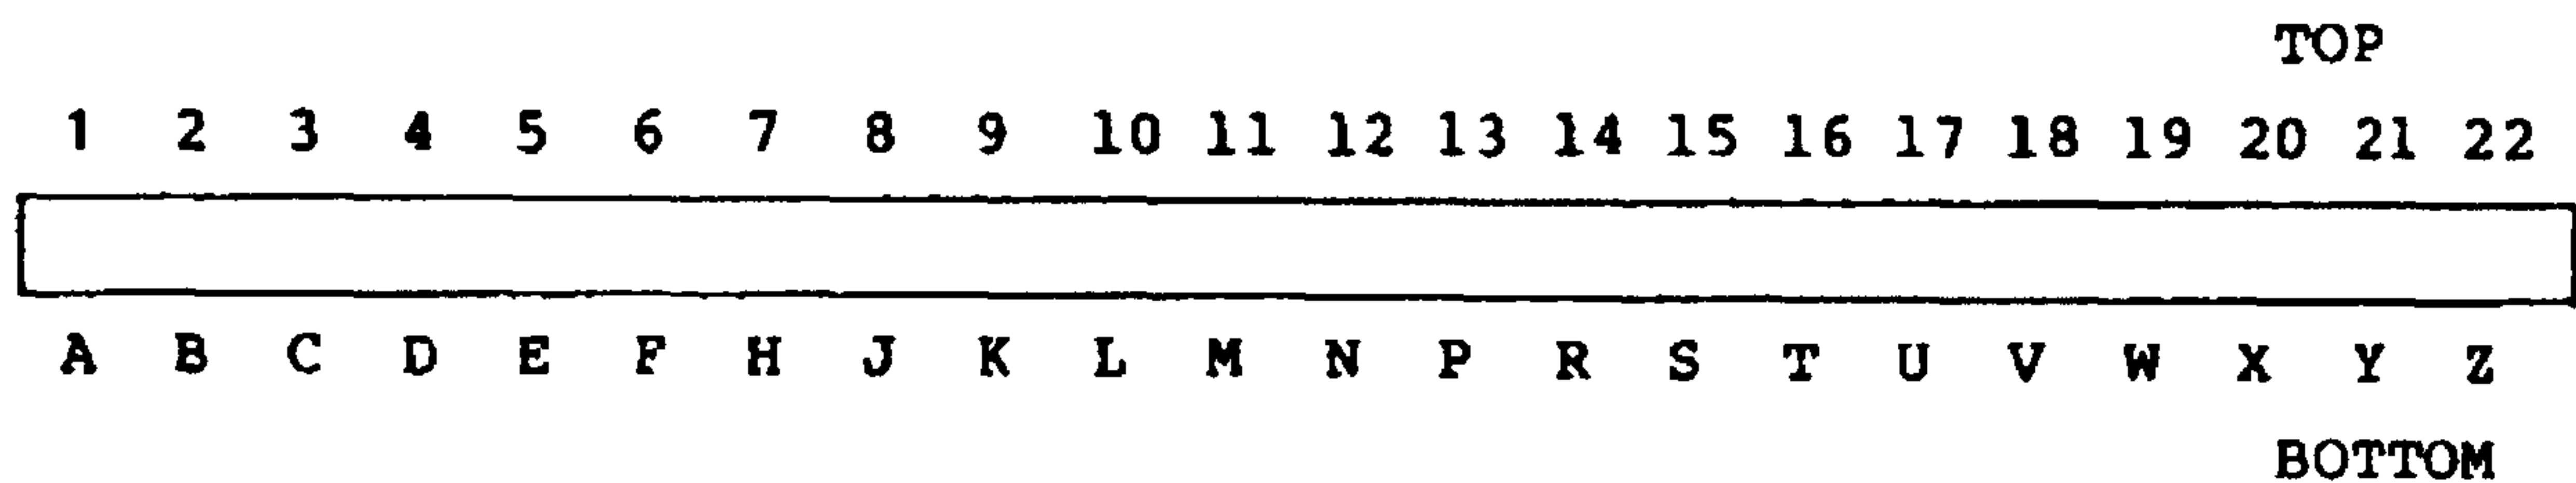 TOP
1 2 3 4 5 6 7 8 9 10 11 12 13 14 15 16 17 18 19 20 21 22
A B C D E F H J K L M N P R S T U V W X Y Z
BOTTOM